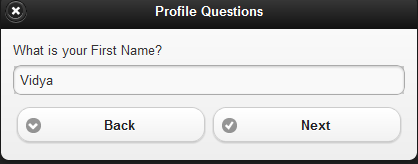 Profile Questions
What is your First Name?
Vidya
Back
Next